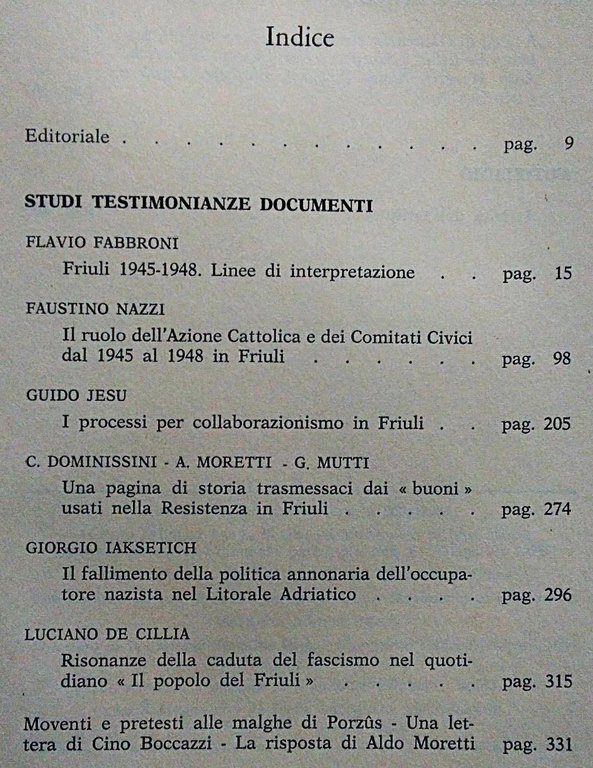 Indice
Editoriale . . . . . . . . . . . . pag. 9
STUDI TESTIMONIANZE DOCUMENTI
FLAVIO FABBRONI
Friuli 1945-1948. Linee di interpretazione . . pag. 15
FAUSTINO NAZZI
Il ruolo dell'Azione Cattolica e dei Comitati Civici
dal 1945 al 1948 in Friuli . . . . . . pag. 98
GUIDO JESU
I processi per collaborazionismo in Friuli . . pag. 205
C. DOMINISSINI - A. MORETTI - G. MUTTI
Una pagina di storia trasmessaci dai « buoni »
usati nella Resistenza in Friuli . . . . . pag. 274
GIORGIO IAKSETICH
Il fallimento della politica annonaria dell'occupa-
tore nazista nel Litorale Adriatico . . . . pag. 296
LUCIANO DE CILLIA
Risonanze della caduta del fascismo nel quoti-
diano « Il popolo del Friuli » . . . . . pag. 315
Moventi e pretesti alle malghe di Porzûs - Una let-
tera di Cino Boccazzi - La risposta di Aldo Moretti pag. 331